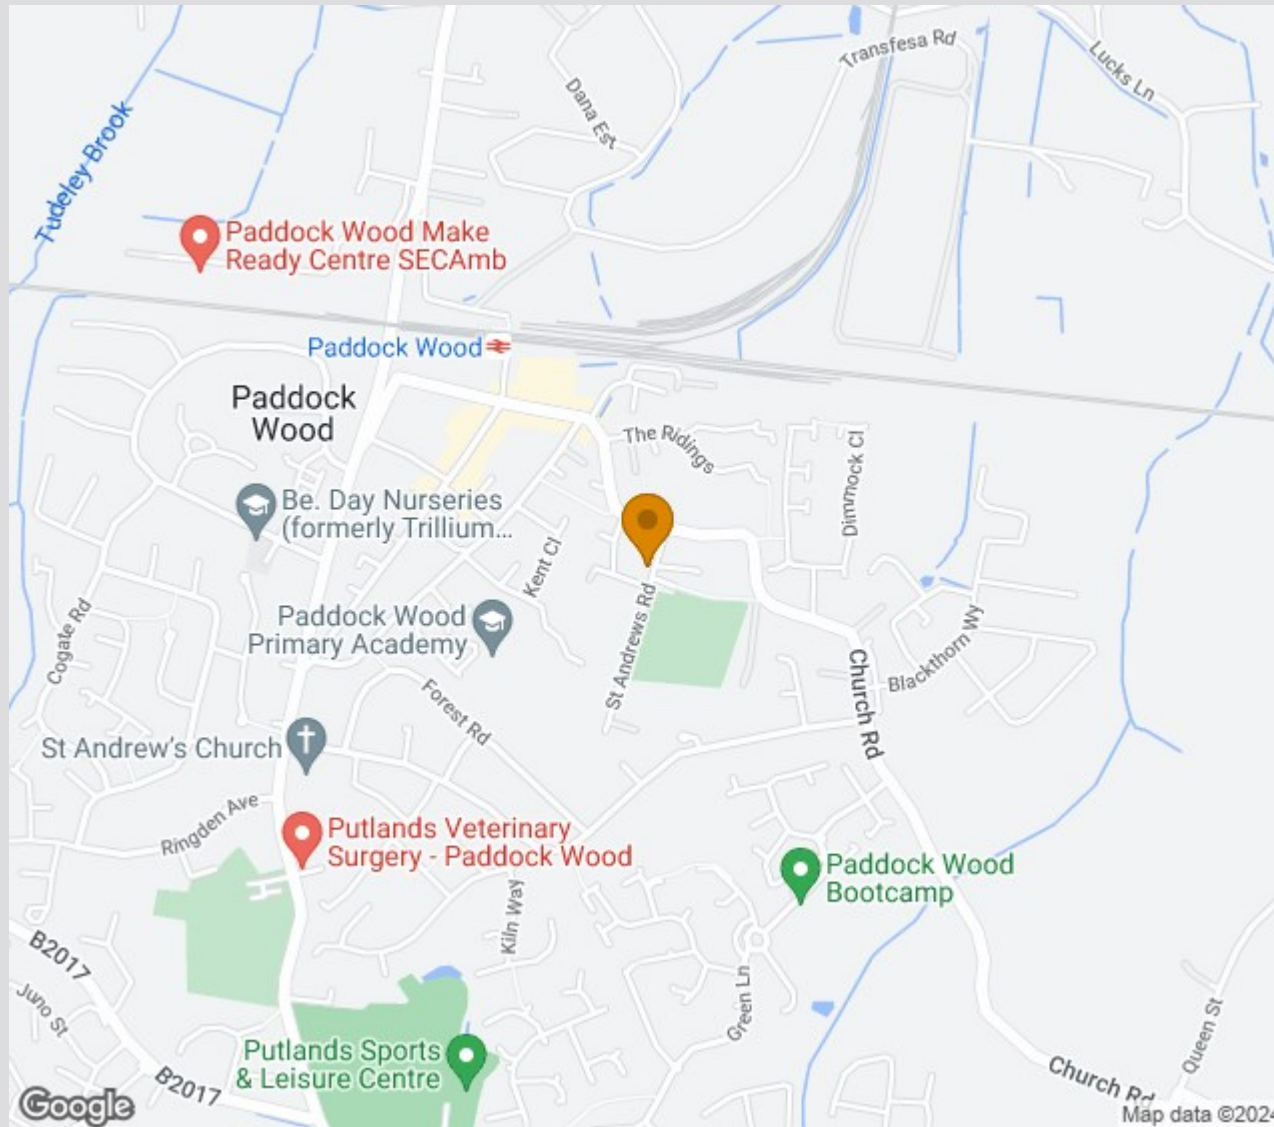 Transfesa Rd
Lucks Ln
Dana Est
Tudeley Brook
Paddock Wood Make
Ready Centre SECAmb
Paddock Wood
Paddock
Wood
The Ridings
Dimmock Cl
Be. Day Nurseries
(formerly Trillium...
Kent Cl
Paddock Wood
Primary Academy
Cogate Rd
St Andrews Rd
Blackthorn Wy
Church Rd
Forest Rd
St Andrew's Church
Ringden Ave
Putlands Veterinary
Surgery - Paddock Wood
Paddock Wood
Bootcamp
Kiln Way
B2017
Juno St
Green Ln
Queen St
Putlands Sports
& Leisure Centre
B2017
Church Rd
Google
Map data ©2024